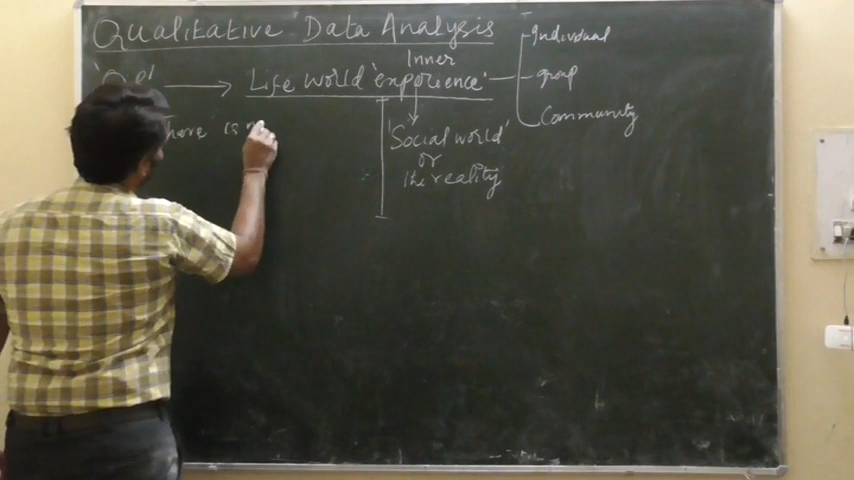 Qualitative Data Analysis
Inner
Life world 'experience'
Individual
group
Community
'Social world'
or
the reality
There is